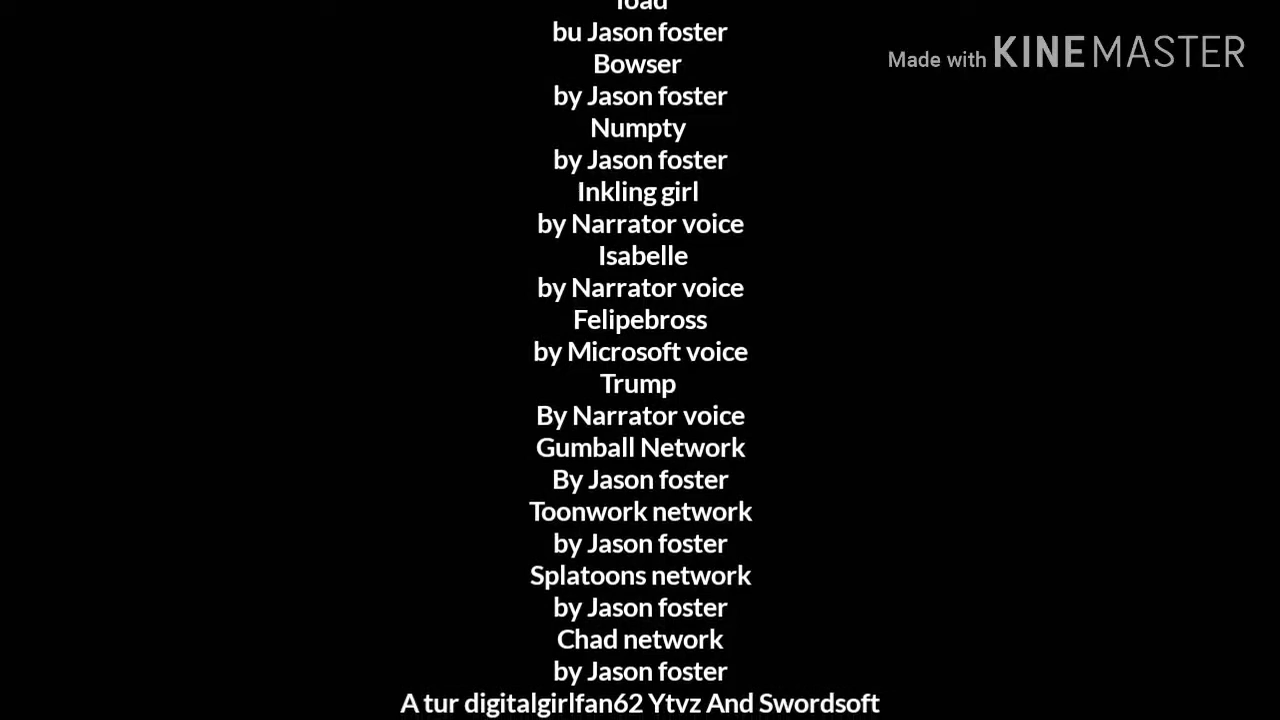 Toad
bu Jason foster
Made with KINEMASTER
Bowser
by Jason foster
Numpty
by Jason foster
Inkling girl
by Narrator voice
Isabelle
by Narrator voice
Felipebross
by Microsoft voice
Trump
By Narrator voice
Gumball Network
By Jason foster
Toonwork network
by Jason foster
Splatoons network
by Jason foster
Chad network
by Jason foster
A tur digitalgirlfan62 Ytvz And Swordsoft